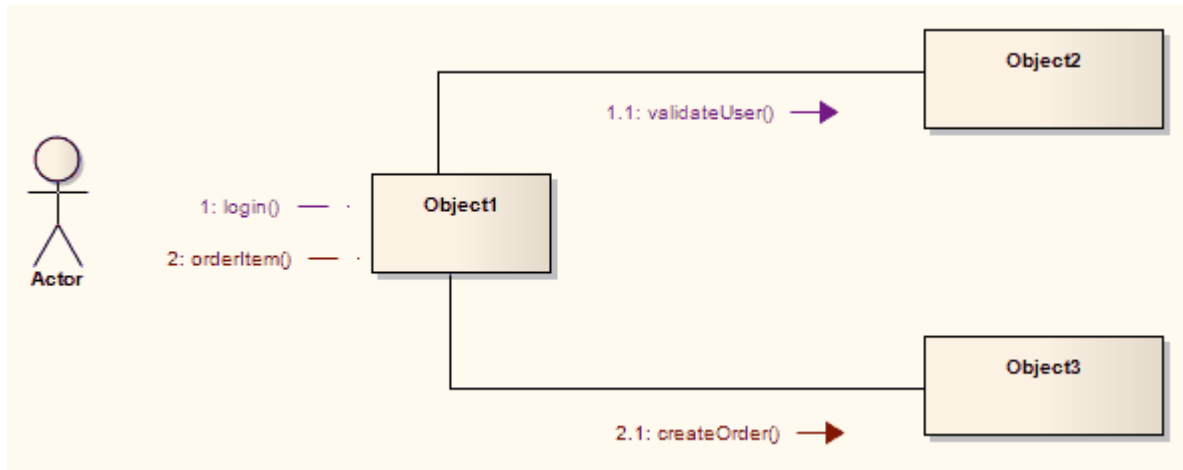 Object2
1.1: validateUser()
Object1
1: login()
2: orderItem()
Actor
Object3
2.1: createOrder()